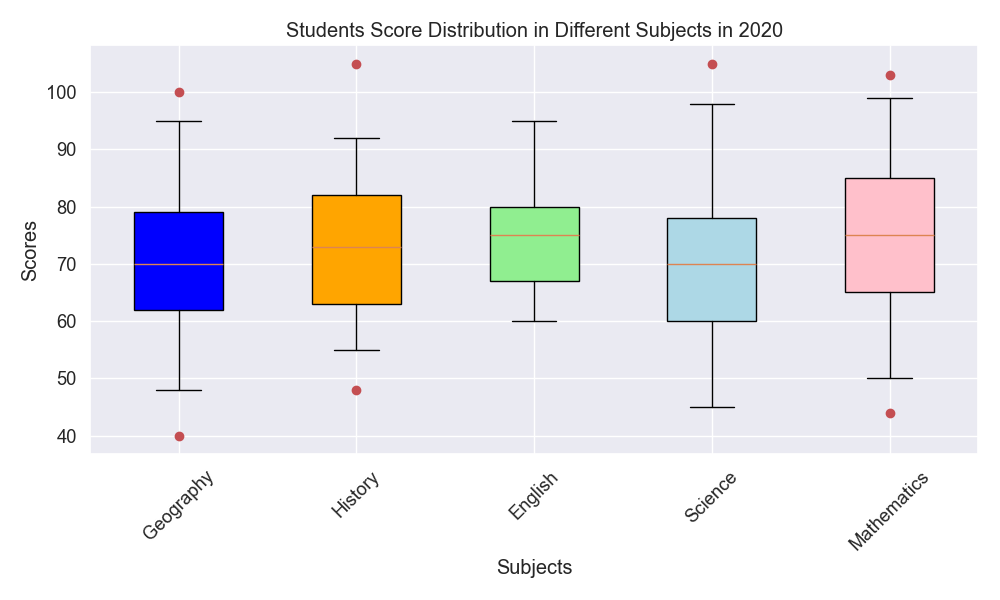 Students Score Distribution in Different Subjects in 2020
100
90
80
70
60
50
40
Scores
Geography
History
English
Science
Mathematics
Subjects